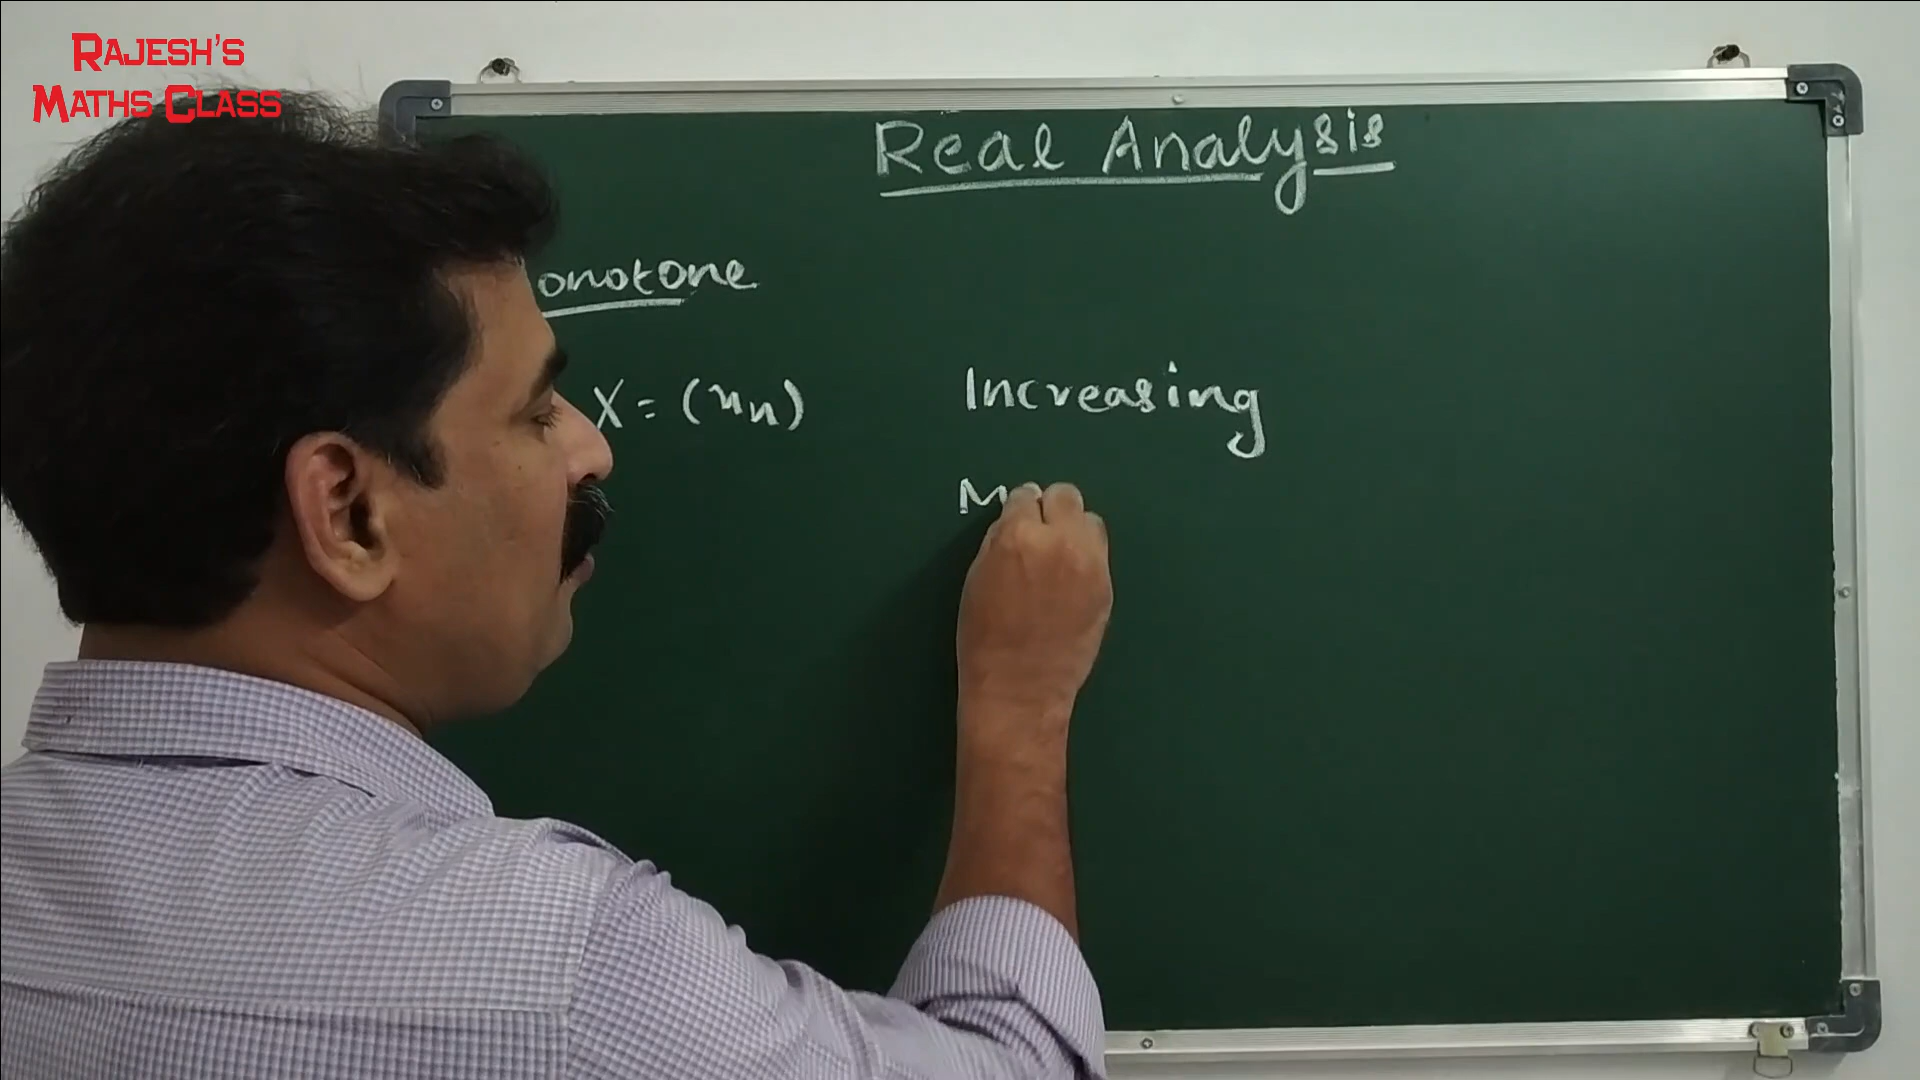 RAJESH'S
MATHS CLASS
Real Analysis
onotone
X = (xn)
Increasing
M